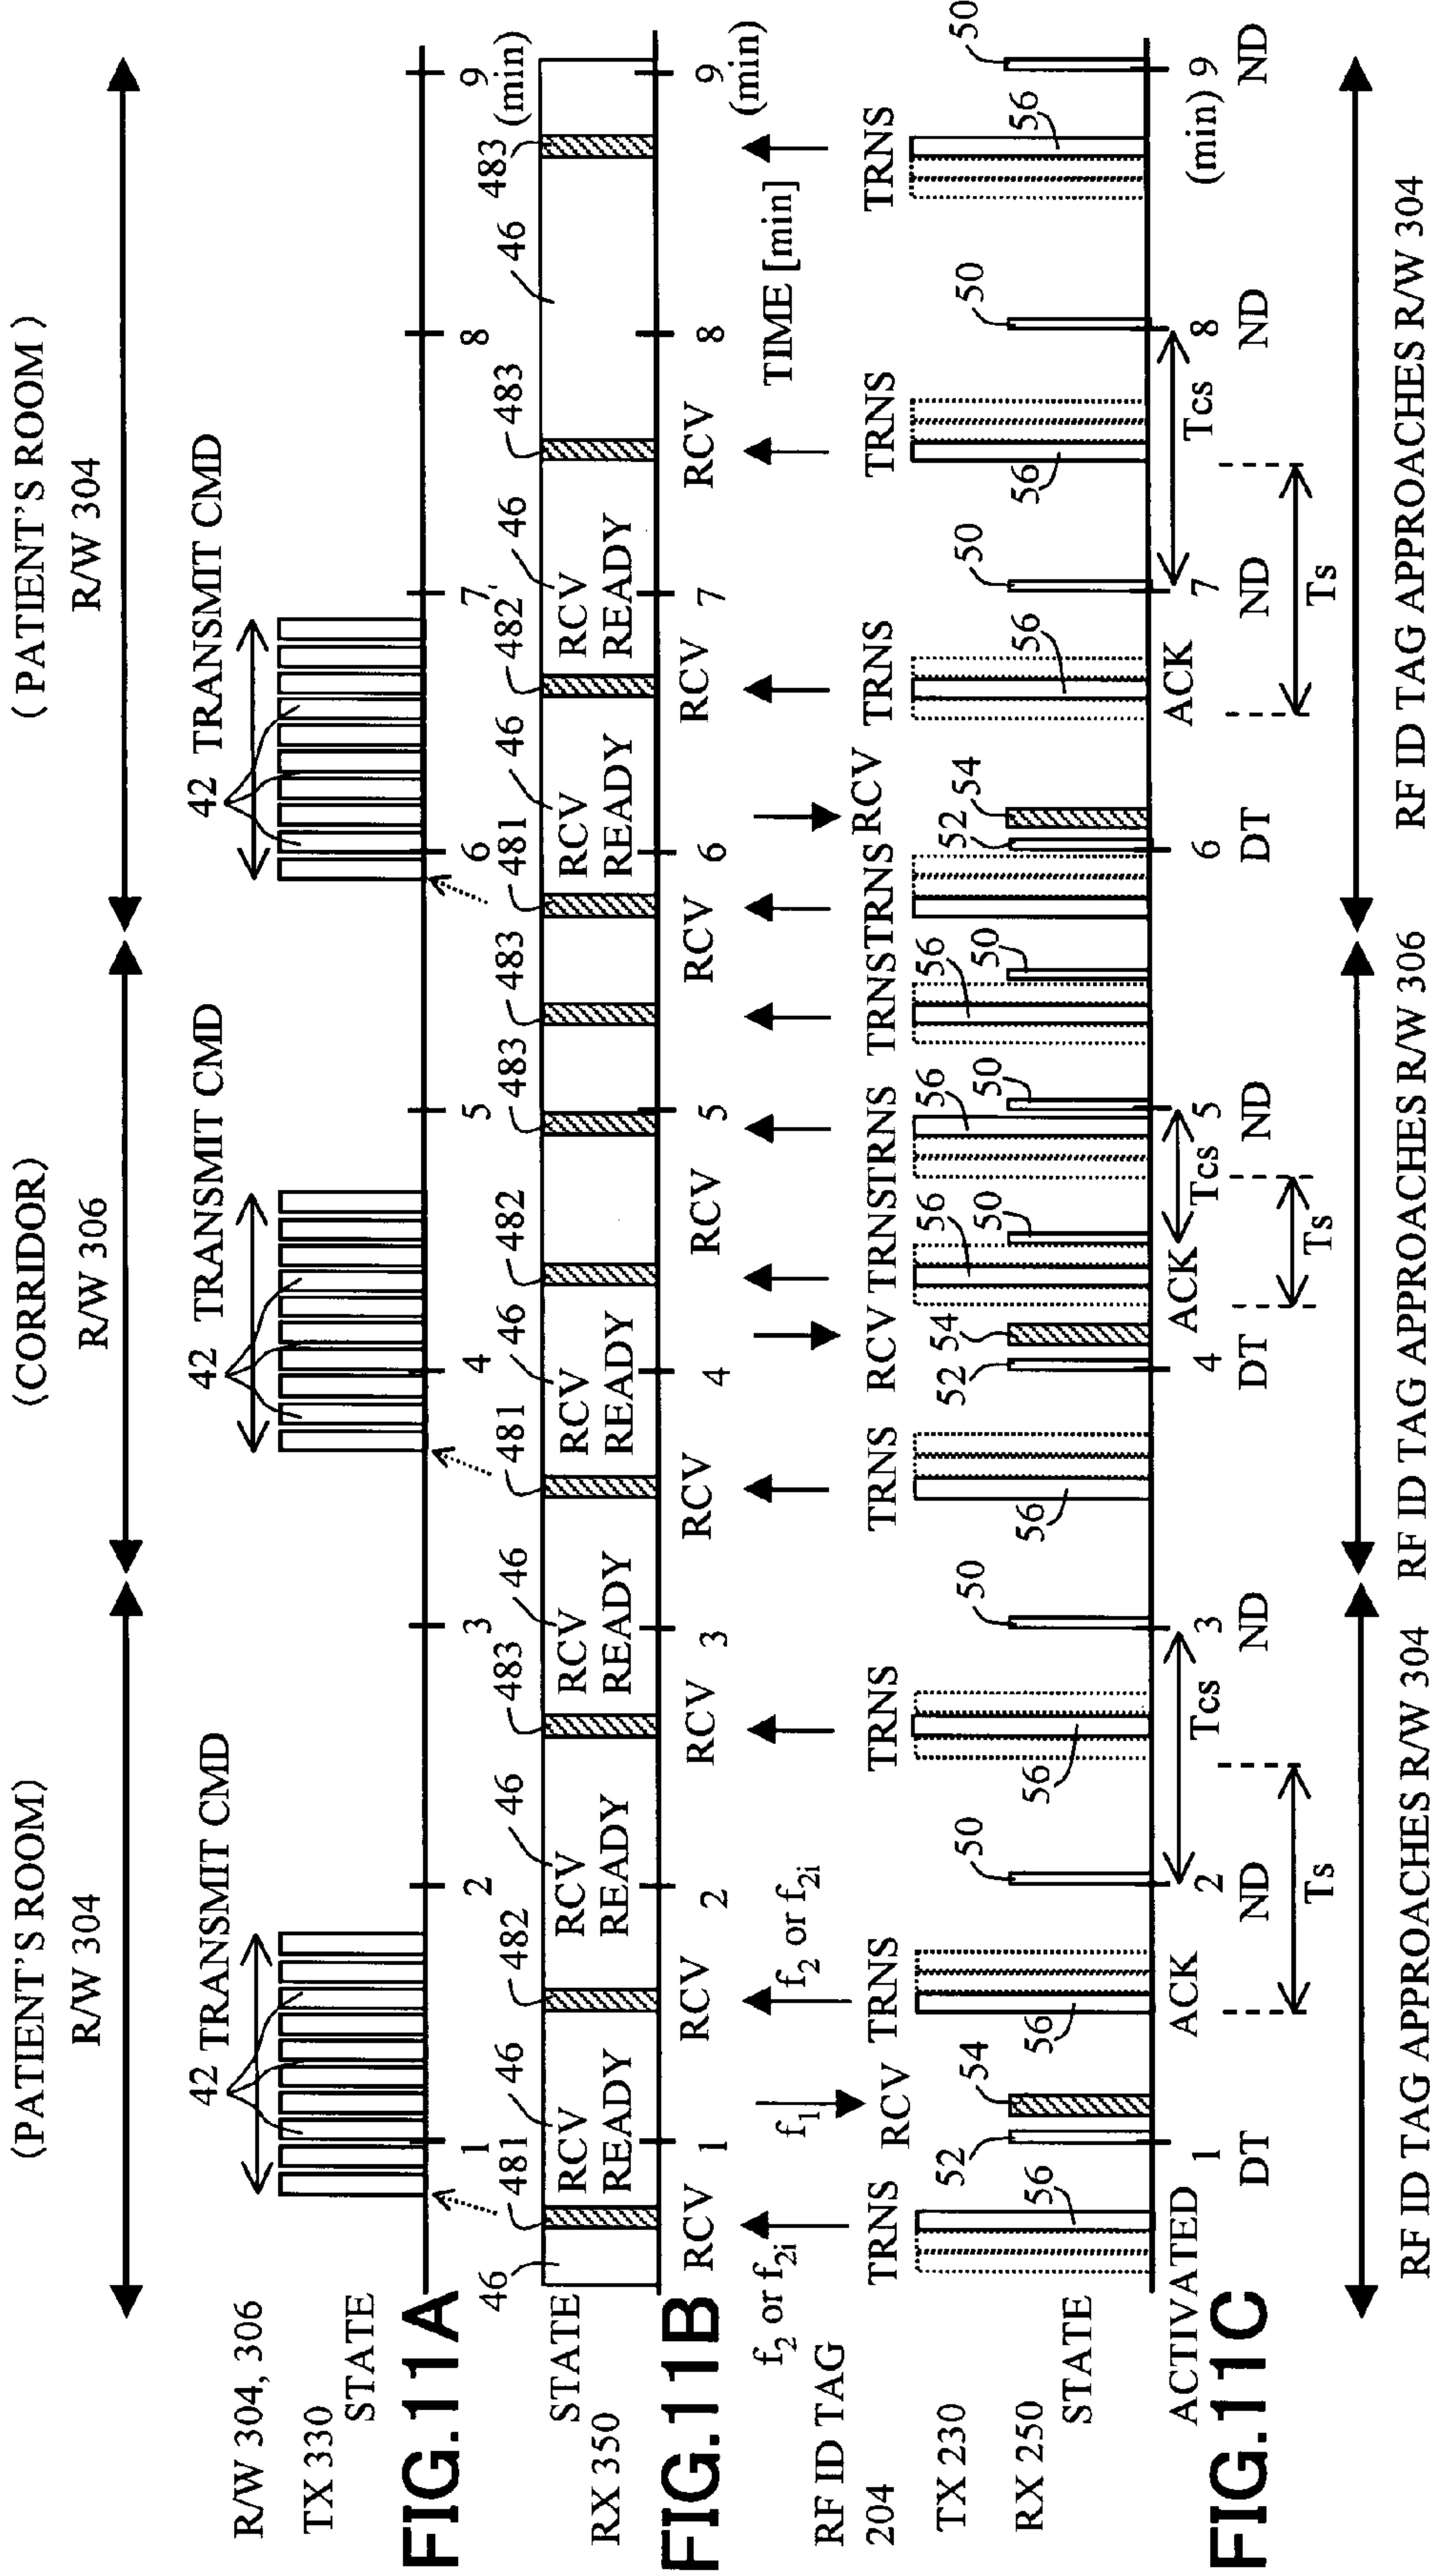 (PATIENT'S ROOM)
(CORRIDOR)
( PATIENT'S ROOM )
R/W 304
R/W 306
R/W 304
R/W 304, 306
42 TRANSMIT CMD
42 TRANSMIT CMD
42 TRANSMIT CMD
TX 330
STATE
FIG.11A
1 2 3 4 5 6 7 8 9
(min)
46 481 46 482 46 483 46 481 46 482 483 483 481 46 482 46 483 46 483
STATE
RCV READY
RCV READY
RCV READY
RCV READY
RCV READY
RCV READY
RX 350
FIG.11B
1 2 3 4 5 6 7 8 9
(min)
RCV RCV RCV RCV RCV RCV RCV RCV
f2 or f2i
f1
f2 or f2i
TIME [min]
RF ID TAG
204
TRNS RCV TRNS TRNS TRNS RCV TRNS TRNS TRNS TRNS RCV TRNS TRNS TRNS
TX 230
RX 250
STATE
52 54 50 50 52 54 50 50 50 52 54 50 50 50
56 56 56 56 56 56 56 56 56 56
ACTIVATED
1 2 3 4 5 6 7 8 9
(min)
ACK Tcs ACK Tcs ACK Tcs
FIG.11C
DT ND ND DT ND DT ND ND ND
Ts Ts Ts
RF ID TAG APPROACHES R/W 304
RF ID TAG APPROACHES R/W 306
RF ID TAG APPROACHES R/W 304